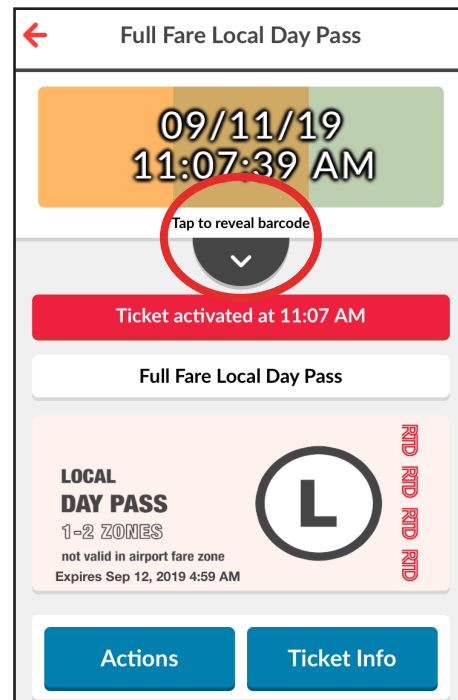 Full Fare Local Day Pass
09/11/19
11:07:39 AM
Tap to reveal barcode
Ticket activated at 11:07 AM
Full Fare Local Day Pass
LOCAL
DAY PASS
1-2 ZONES
not valid in airport fare zone
Expires Sep 12, 2019 4:59 AM
L
RTD RTD RTD RTD
Actions
Ticket Info